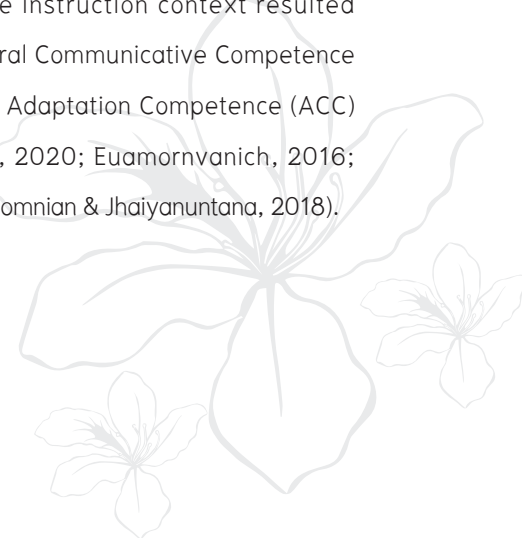 e instruction context resulted
ral Communicative Competence
Adaptation Competence (ACC)
, 2020; Euamornvanich, 2016;
omnian & Jhaiyanuntana, 2018).